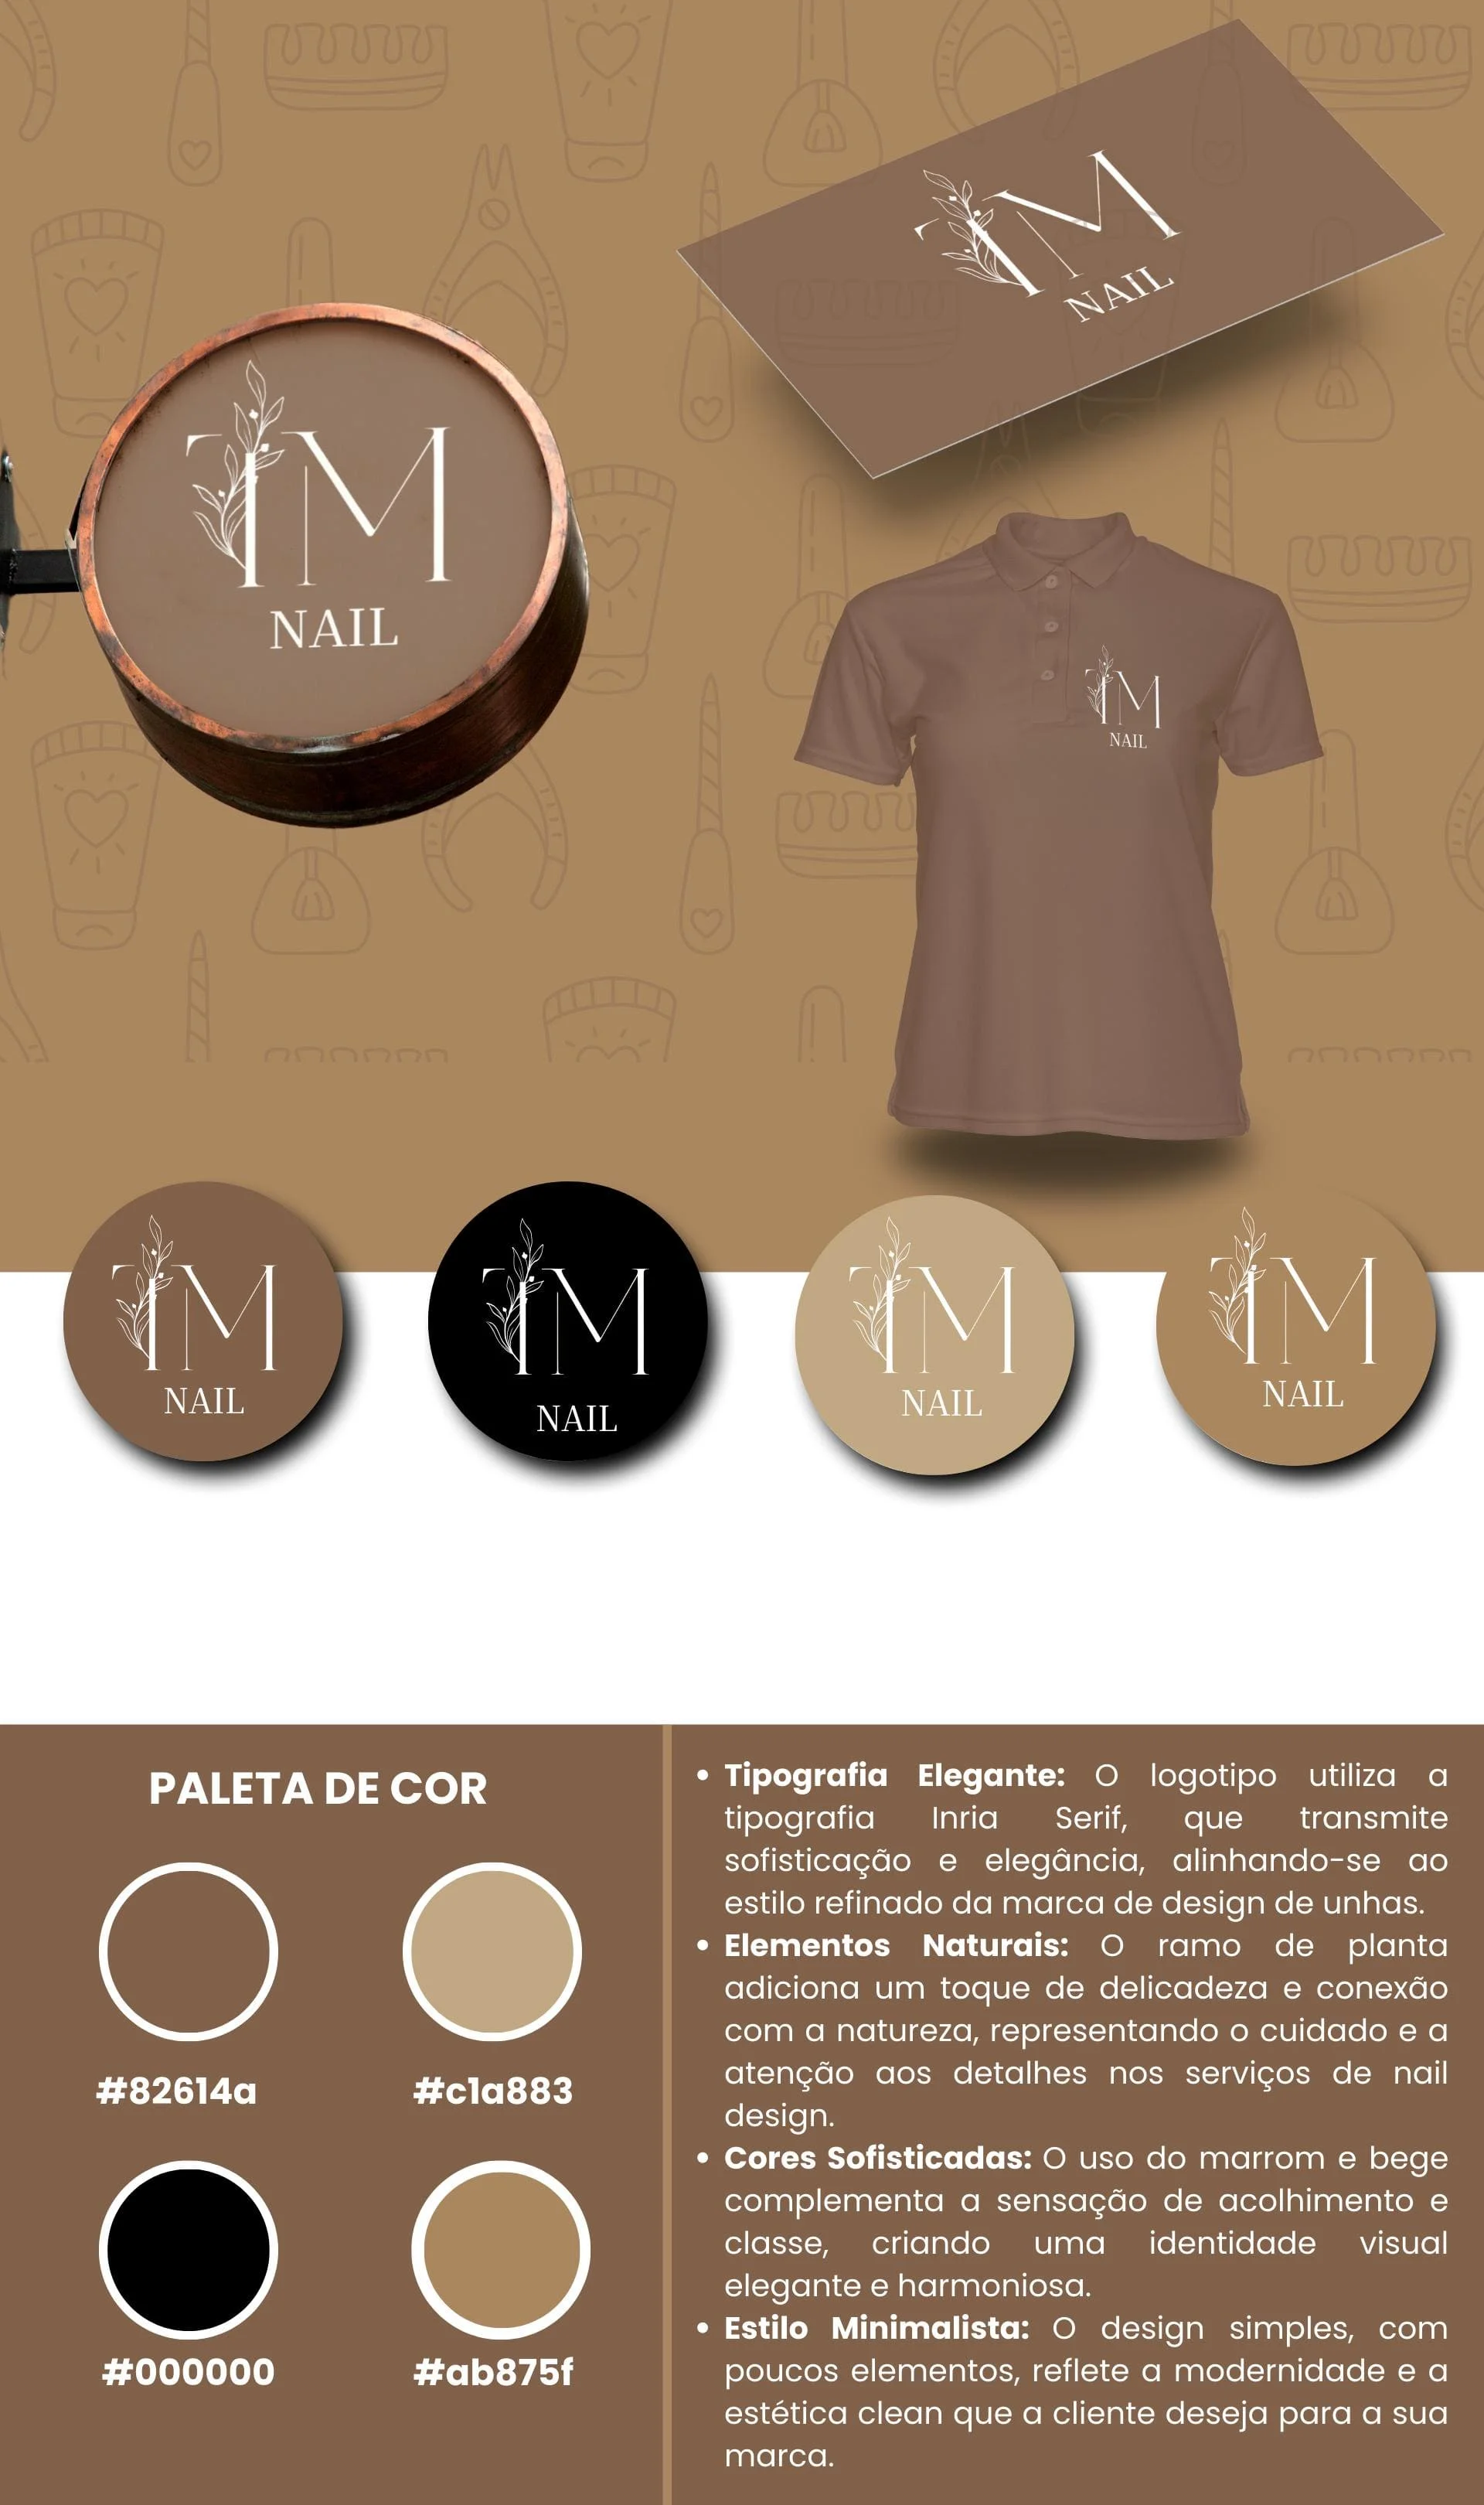 TM
NAIL
TM
NAIL
TM
NAIL
TM
NAIL
TM
NAIL
TM
NAIL
TM
NAIL
PALETA DE COR
#82614a
#c1a883
#000000
#ab875f
• Tipografia Elegante: O logotipo utiliza a
tipografia Inria Serif, que transmite
sofisticação e elegância, alinhando-se ao
estilo refinado da marca de design de unhas.
• Elementos Naturais: O ramo de planta
adiciona um toque de delicadeza e conexão
com a natureza, representando o cuidado e a
atenção aos detalhes nos serviços de nail
design.
• Cores Sofisticadas: O uso do marrom e bege
complementa a sensação de acolhimento e
classe, criando uma identidade visual
elegante e harmoniosa.
• Estilo Minimalista: O design simples, com
poucos elementos, reflete a modernidade e a
estética clean que a cliente deseja para a sua
marca.